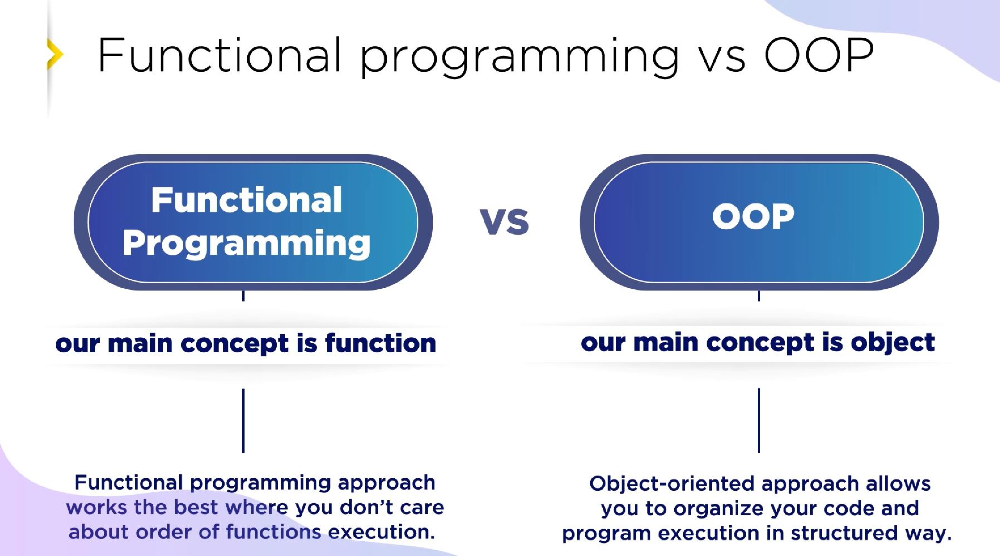 Functional programming vs OOP
Functional
Programming
vs
OOP
our main concept is function
our main concept is object
Functional programming approach
works the best where you don't care
about order of functions execution.
Object-oriented approach allows
you to organize your code and
program execution in structured way.